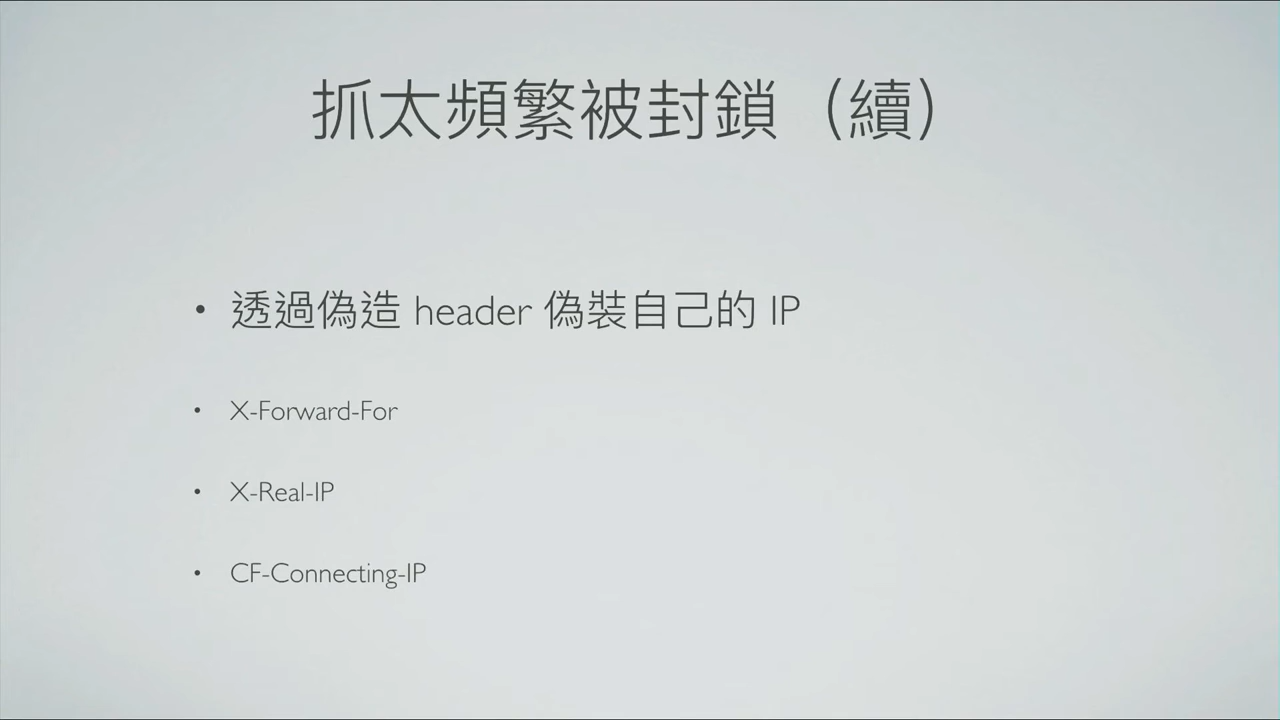 抓太頻繁被封鎖（續）
• 透過偽造 header 偽裝自己的 IP
• X-Forward-For
• X-Real-IP
• CF-Connecting-IP